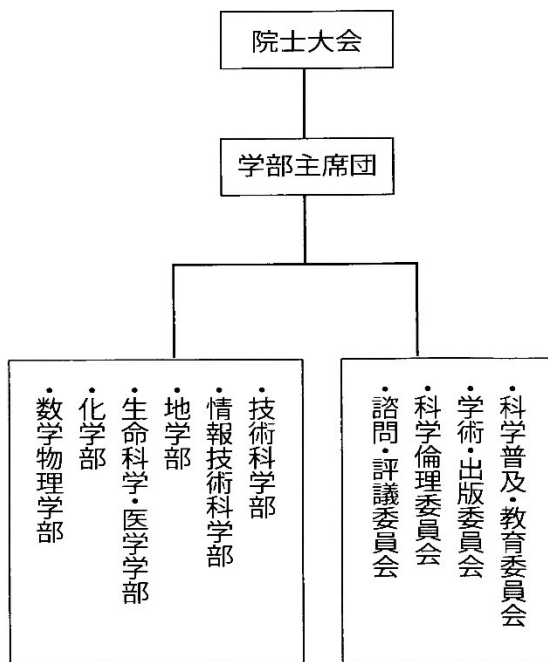 院士大会
学部主席団
・数学物理学部
・化学部
・生命科学・医学学部
・地学部
・情報技術科学部
・技術科学部
・諮問・評議委員会
・科学倫理委員会
・学術・出版委員会
・科学普及・教育委員会